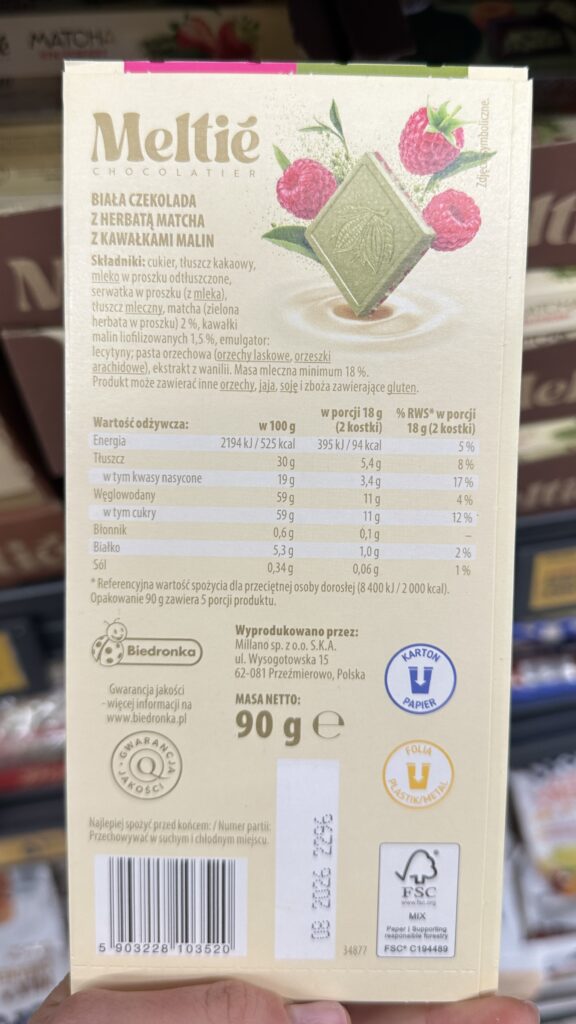 MATCHA
Meltié
CHOCOLATIER
Zdjęcie symboliczne.
BIAŁA CZEKOLADA
Z HERBATĄ MATCHA
Z KAWAŁKAMI MALIN
Składniki: cukier, tłuszcz kakaowy,
mleko w proszku odtłuszczone,
serwatka w proszku (z mleka),
tłuszcz mleczny, matcha (zielona
herbata w proszku) 2 %, kawałki
malin liofilizowanych 1,5 %, emulgator:
lecytyny; pasta orzechowa (orzechy laskowe, orzeszki
arachidowe), ekstrakt z wanilii. Masa mleczna minimum 18 %.
Produkt może zawierać inne orzechy, jaja, soję i zboża zawierające gluten.
Wartość odżywcza: w 100 g w porcji 18 g (2 kostki) % RWS* w porcji 18 g (2 kostki)
Energia 2194 kJ / 525 kcal 395 kJ / 94 kcal 5 %
Tłuszcz 30 g 5,4 g 8 %
w tym kwasy nasycone 19 g 3,4 g 17 %
Węglowodany 59 g 11 g 4 %
w tym cukry 59 g 11 g 12 %
Błonnik 0,6 g 0,1 g –
Białko 5,3 g 1,0 g 2 %
Sól 0,34 g 0,06 g 1 %
* Referencyjna wartość spożycia dla przeciętnej osoby dorosłej (8 400 kJ / 2 000 kcal).
Opakowanie 90 g zawiera 5 porcji produktu.
Biedronka
Gwarancja jakości
- więcej informacji na
www.biedronka.pl
GWARANCJA
Q
JAKOŚCI
Wyprodukowano przez:
Millano sp. z o.o. S.K.A.
ul. Wysogotowska 15
62-081 Przeźmierowo, Polska
MASA NETTO:
90 g ℮
KARTON
PAPIER
FOLIA
PLASTIK/METAL
Najlepiej spożyć przed końcem: / Numer partii:
Przechowywać w suchym i chłodnym miejscu.
08 2026 2296
5 903228 103520
34877
FSC
www.fsc.org
MIX
Paper | Supporting
responsible forestry
FSC® C194489